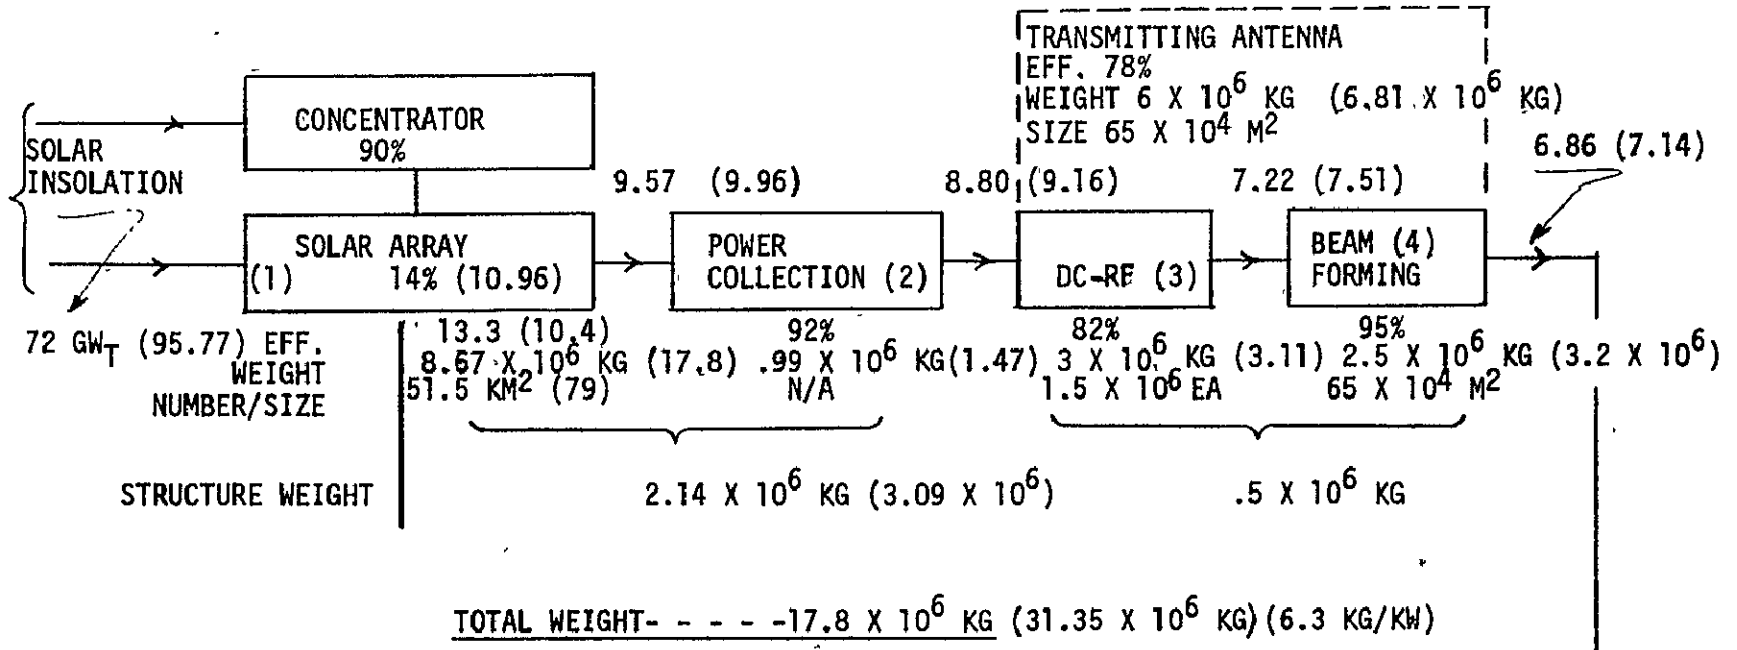 TRANSMITTING ANTENNA
EFF. 78%
WEIGHT 6 X 10^6 KG (6.81 X 10^6 KG)
SIZE 65 X 10^4 M^2
CONCENTRATOR
90%
SOLAR
INSOLATION
9.57 (9.96)
8.80 (9.16)
7.22 (7.51)
6.86 (7.14)
SOLAR ARRAY
(1) 14% (10.96)
POWER
COLLECTION (2)
DC-RF (3)
BEAM (4)
FORMING
72 GW_T (95.77) EFF. 13.3 (10.4) 92% 82% 95%
WEIGHT 8.67 X 10^6 KG (17.8) .99 X 10^6 KG(1.47) 3 X 10^6 KG (3.11) 2.5 X 10^6 KG (3.2 X 10^6)
NUMBER/SIZE 51.5 KM^2 (79) N/A 1.5 X 10^6 EA 65 X 10^4 M^2
STRUCTURE WEIGHT 2.14 X 10^6 KG (3.09 X 10^6) .5 X 10^6 KG
TOTAL WEIGHT- - - - -17.8 X 10^6 KG (31.35 X 10^6 KG)(6.3 KG/KW)